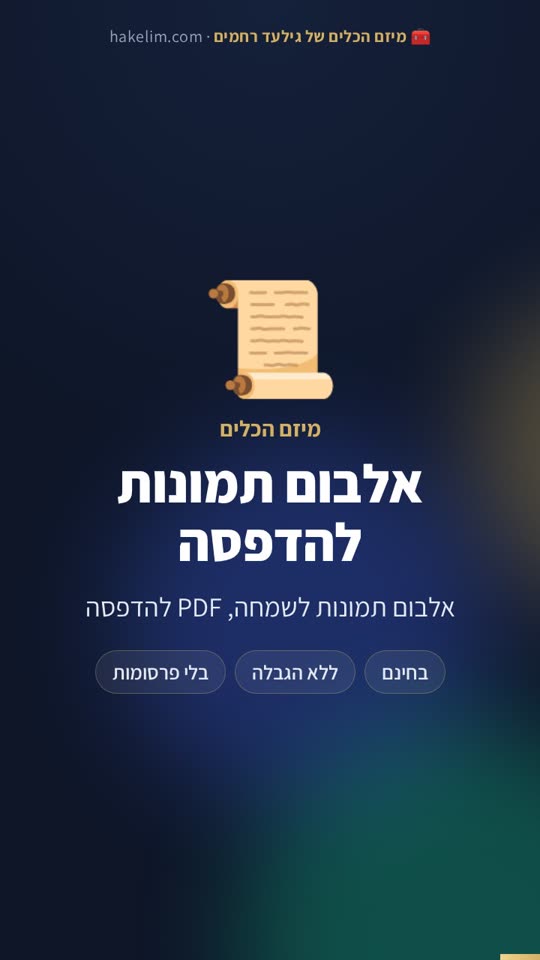 🧰 מיזם הכלים של גילעד רחמים · hakelim.com
מיזם הכלים
אלבום תמונות
להדפסה
אלבום תמונות לשמחה, PDF להדפסה
בחינם
ללא הגבלה
בלי פרסומות